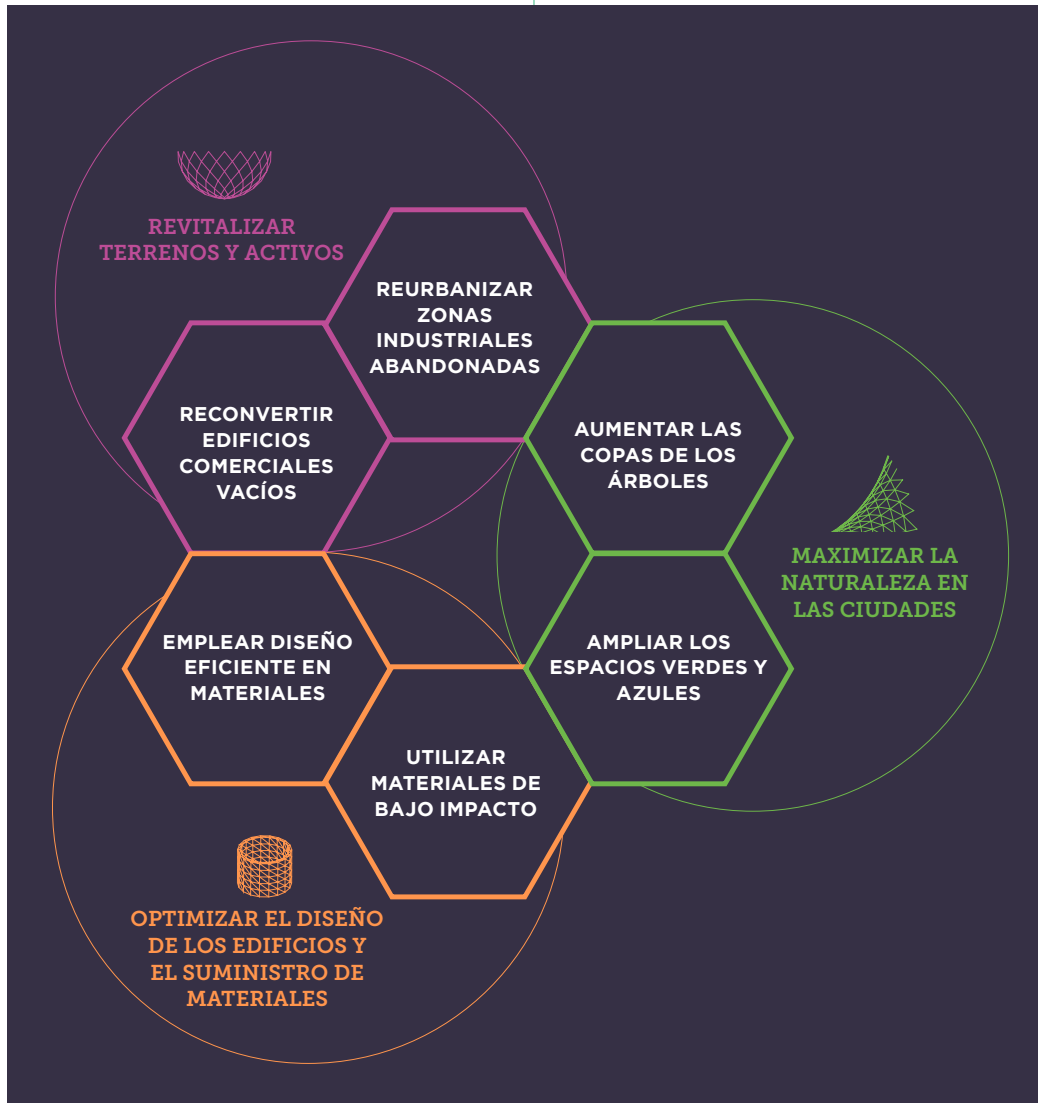 REVITALIZAR
TERRENOS Y ACTIVOS
REURBANIZAR
ZONAS
INDUSTRIALES
ABANDONADAS
RECONVERTIR
EDIFICIOS
COMERCIALES
VACÍOS
AUMENTAR LAS
COPAS DE LOS
ÁRBOLES
MAXIMIZAR LA
NATURALEZA EN
LAS CIUDADES
AMPLIAR LOS
ESPACIOS VERDES Y
AZULES
EMPLEAR DISEÑO
EFICIENTE EN
MATERIALES
UTILIZAR
MATERIALES DE
BAJO IMPACTO
OPTIMIZAR EL DISEÑO
DE LOS EDIFICIOS Y
EL SUMINISTRO DE
MATERIALES